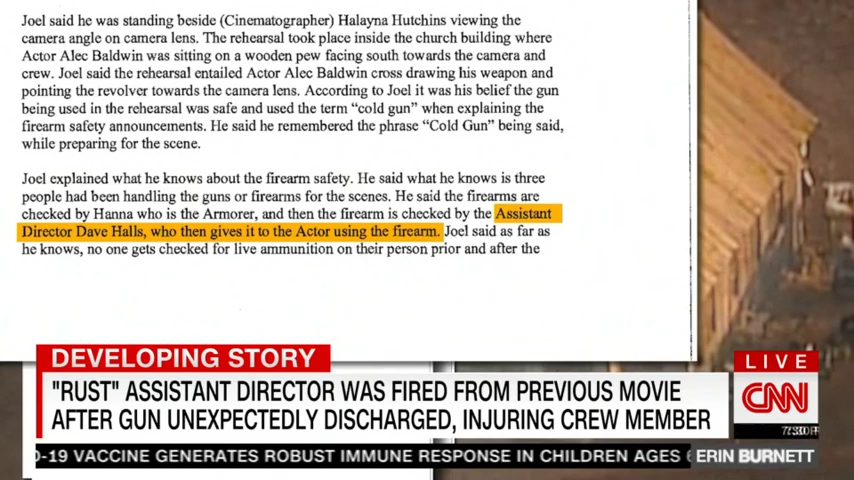 Joel said he was standing beside (Cinematographer) Halayna Hutchins viewing the
camera angle on camera lens. The rehearsal took place inside the church building where
Actor Alec Baldwin was sitting on a wooden pew facing south towards the camera and
crew. Joel said the rehearsal entailed Actor Alec Baldwin cross drawing his weapon and
pointing the revolver towards the camera lens. According to Joel it was his belief the gun
being used in the rehearsal was safe and used the term “cold gun” when explaining the
firearm safety announcements. He said he remembered the phrase “Cold Gun” being said,
while preparing for the scene.
Joel explained what he knows about the firearm safety. He said what he knows is three
people had been handling the guns or firearms for the scenes. He said the firearms are
checked by Hanna who is the Armorer, and then the firearm is checked by the Assistant
Director Dave Halls, who then gives it to the Actor using the firearm. Joel said as far as
he knows, no one gets checked for live ammunition on their person prior and after the
DEVELOPING STORY
"RUST" ASSISTANT DIRECTOR WAS FIRED FROM PREVIOUS MOVIE
AFTER GUN UNEXPECTEDLY DISCHARGED, INJURING CREW MEMBER
LIVE
CNN
D-19 VACCINE GENERATES ROBUST IMMUNE RESPONSE IN CHILDREN AGES
ERIN BURNETT